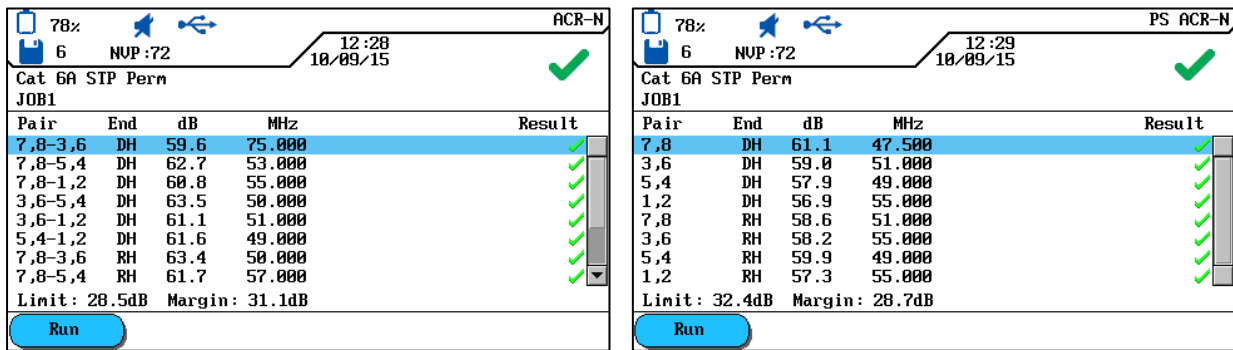 78% ACR-N
6 NVP:72 12:28
10/09/15
Cat 6A STP Perm
JOB1
Pair End dB MHz Result
7,8-3,6 DH 59.6 75.000
7,8-5,4 DH 62.7 53.000
7,8-1,2 DH 60.8 55.000
3,6-5,4 DH 63.5 50.000
3,6-1,2 DH 61.1 51.000
5,4-1,2 DH 61.6 49.000
7,8-3,6 RH 63.4 50.000
7,8-5,4 RH 61.7 57.000
Limit: 28.5dB Margin: 31.1dB
Run
78% PS ACR-N
6 NVP:72 12:29
10/09/15
Cat 6A STP Perm
JOB1
Pair End dB MHz Result
7,8 DH 61.1 47.500
3,6 DH 59.0 51.000
5,4 DH 57.9 49.000
1,2 DH 56.9 55.000
7,8 RH 58.6 51.000
3,6 RH 58.2 55.000
5,4 RH 59.9 49.000
1,2 RH 57.3 55.000
Limit: 32.4dB Margin: 28.7dB
Run